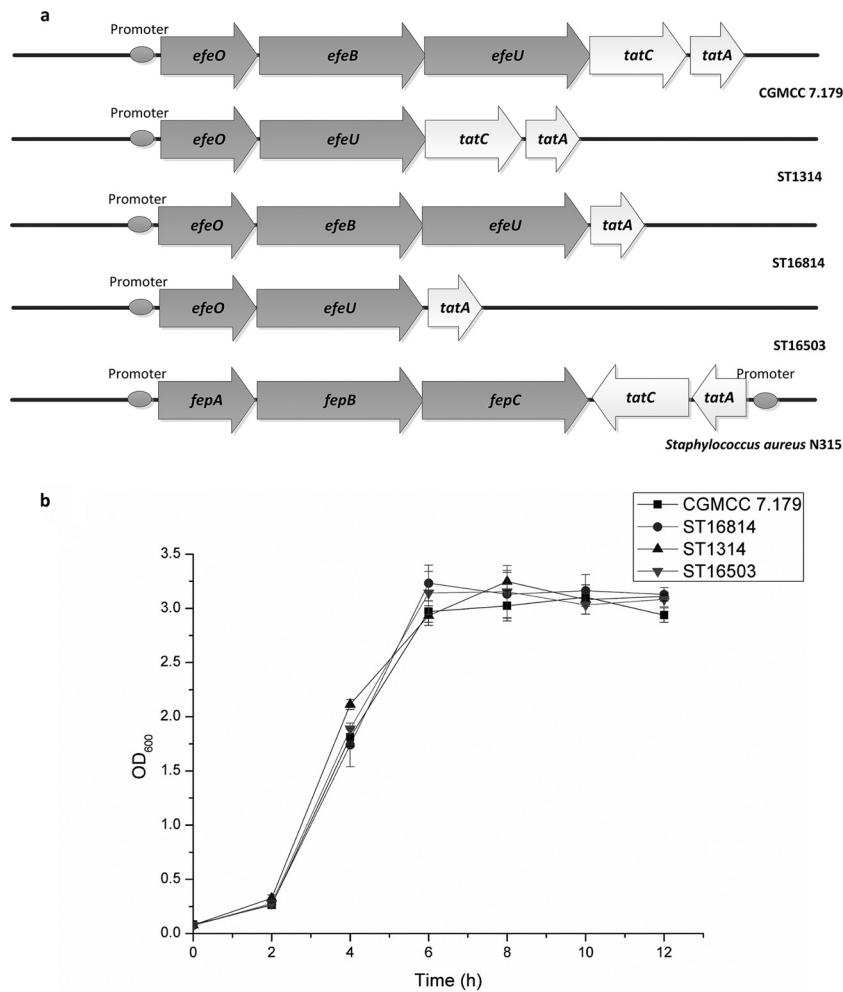 a
Promoter
efeO efeB efeU tatC tatA
CGMCC 7.179
Promoter
efeO efeU tatC tatA
ST1314
Promoter
efeO efeB efeU tatA
ST16814
Promoter
efeO efeU tatA
ST16503
Promoter Promoter
fepA fepB fepC tatC tatA
Staphylococcus aureus N315
b
CGMCC 7.179
ST16814
ST1314
ST16503
3.5
3.0
2.5
2.0
1.5
1.0
0.5
0.0
OD600
0 2 4 6 8 10 12
Time (h)